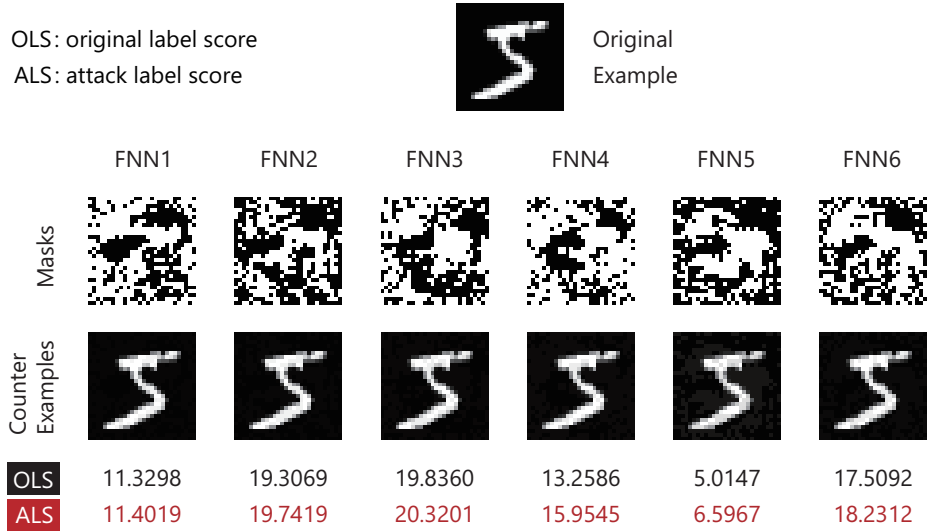 OLS: original label score
ALS: attack label score
Original
Example
FNN1 FNN2 FNN3 FNN4 FNN5 FNN6
Masks
Counter
Examples
OLS 11.3298 19.3069 19.8360 13.2586 5.0147 17.5092
ALS 11.4019 19.7419 20.3201 15.9545 6.5967 18.2312